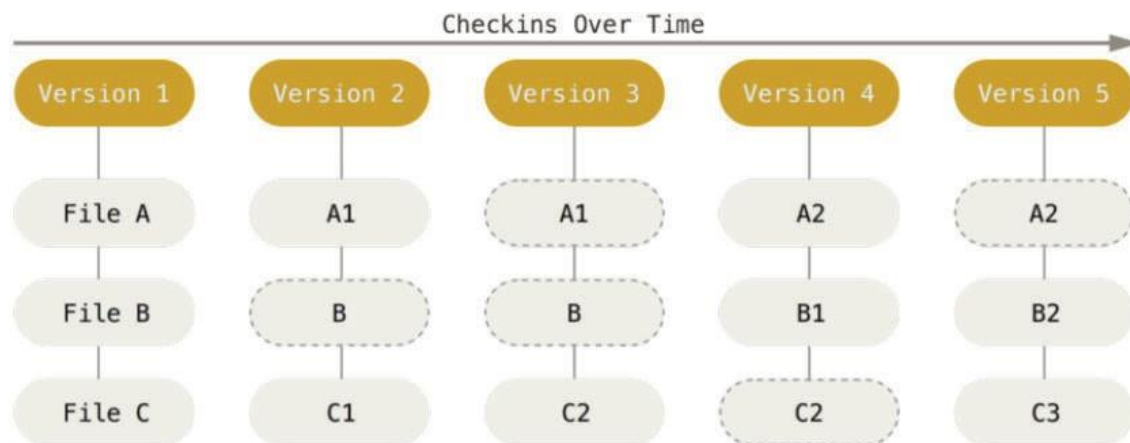 Checkins Over Time
Version 1 Version 2 Version 3 Version 4 Version 5
File A A1 A1 A2 A2
File B B B B1 B2
File C C1 C2 C2 C3